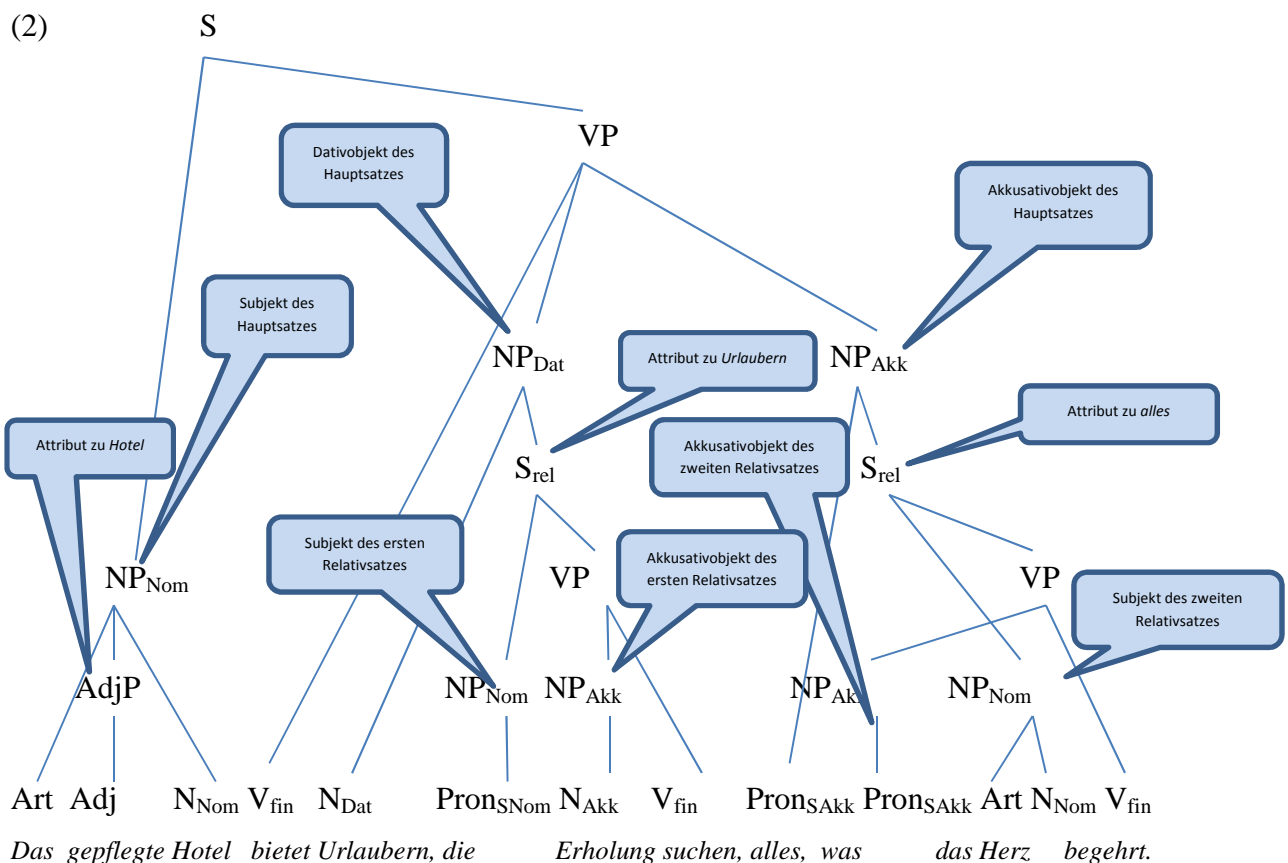 (2) S
VP
Dativobjekt des
Hauptsatzes
Akkusativobjekt des
Hauptsatzes
Subjekt des
Hauptsatzes
NP_Dat
Attribut zu Urlaubern
NP_Akk
Attribut zu Hotel
Akkusativobjekt des
zweiten Relativsatzes
Attribut zu alles
S_rel
S_rel
Subjekt des ersten
Relativsatzes
Akkusativobjekt des
ersten Relativsatzes
NP_Nom
VP
VP
Subjekt des zweiten
Relativsatzes
AdjP
NP_Nom NP_Akk NP_Akk NP_Nom
Art Adj N_Nom V_fin N_Dat Pron_SNom N_Akk V_fin Pron_SAkk Pron_SAkk Art N_Nom V_fin
Das gepflegte Hotel bietet Urlaubern, die Erholung suchen, alles, was das Herz begehrt.